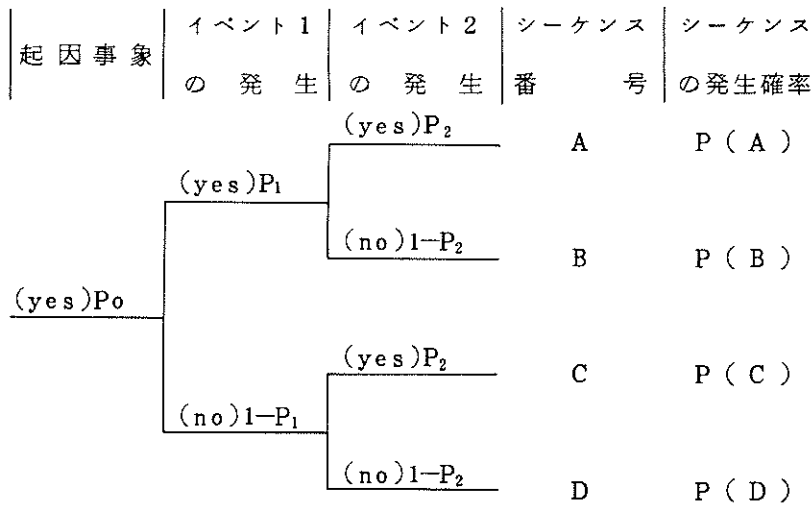 起因事象 イベント1の発生 イベント2の発生 シーケンス番号 シーケンスの発生確率
(yes)P₂ A P(A)
(yes)P₁
(no)1−P₂ B P(B)
(yes)Po
(yes)P₂ C P(C)
(no)1−P₁
(no)1−P₂ D P(D)